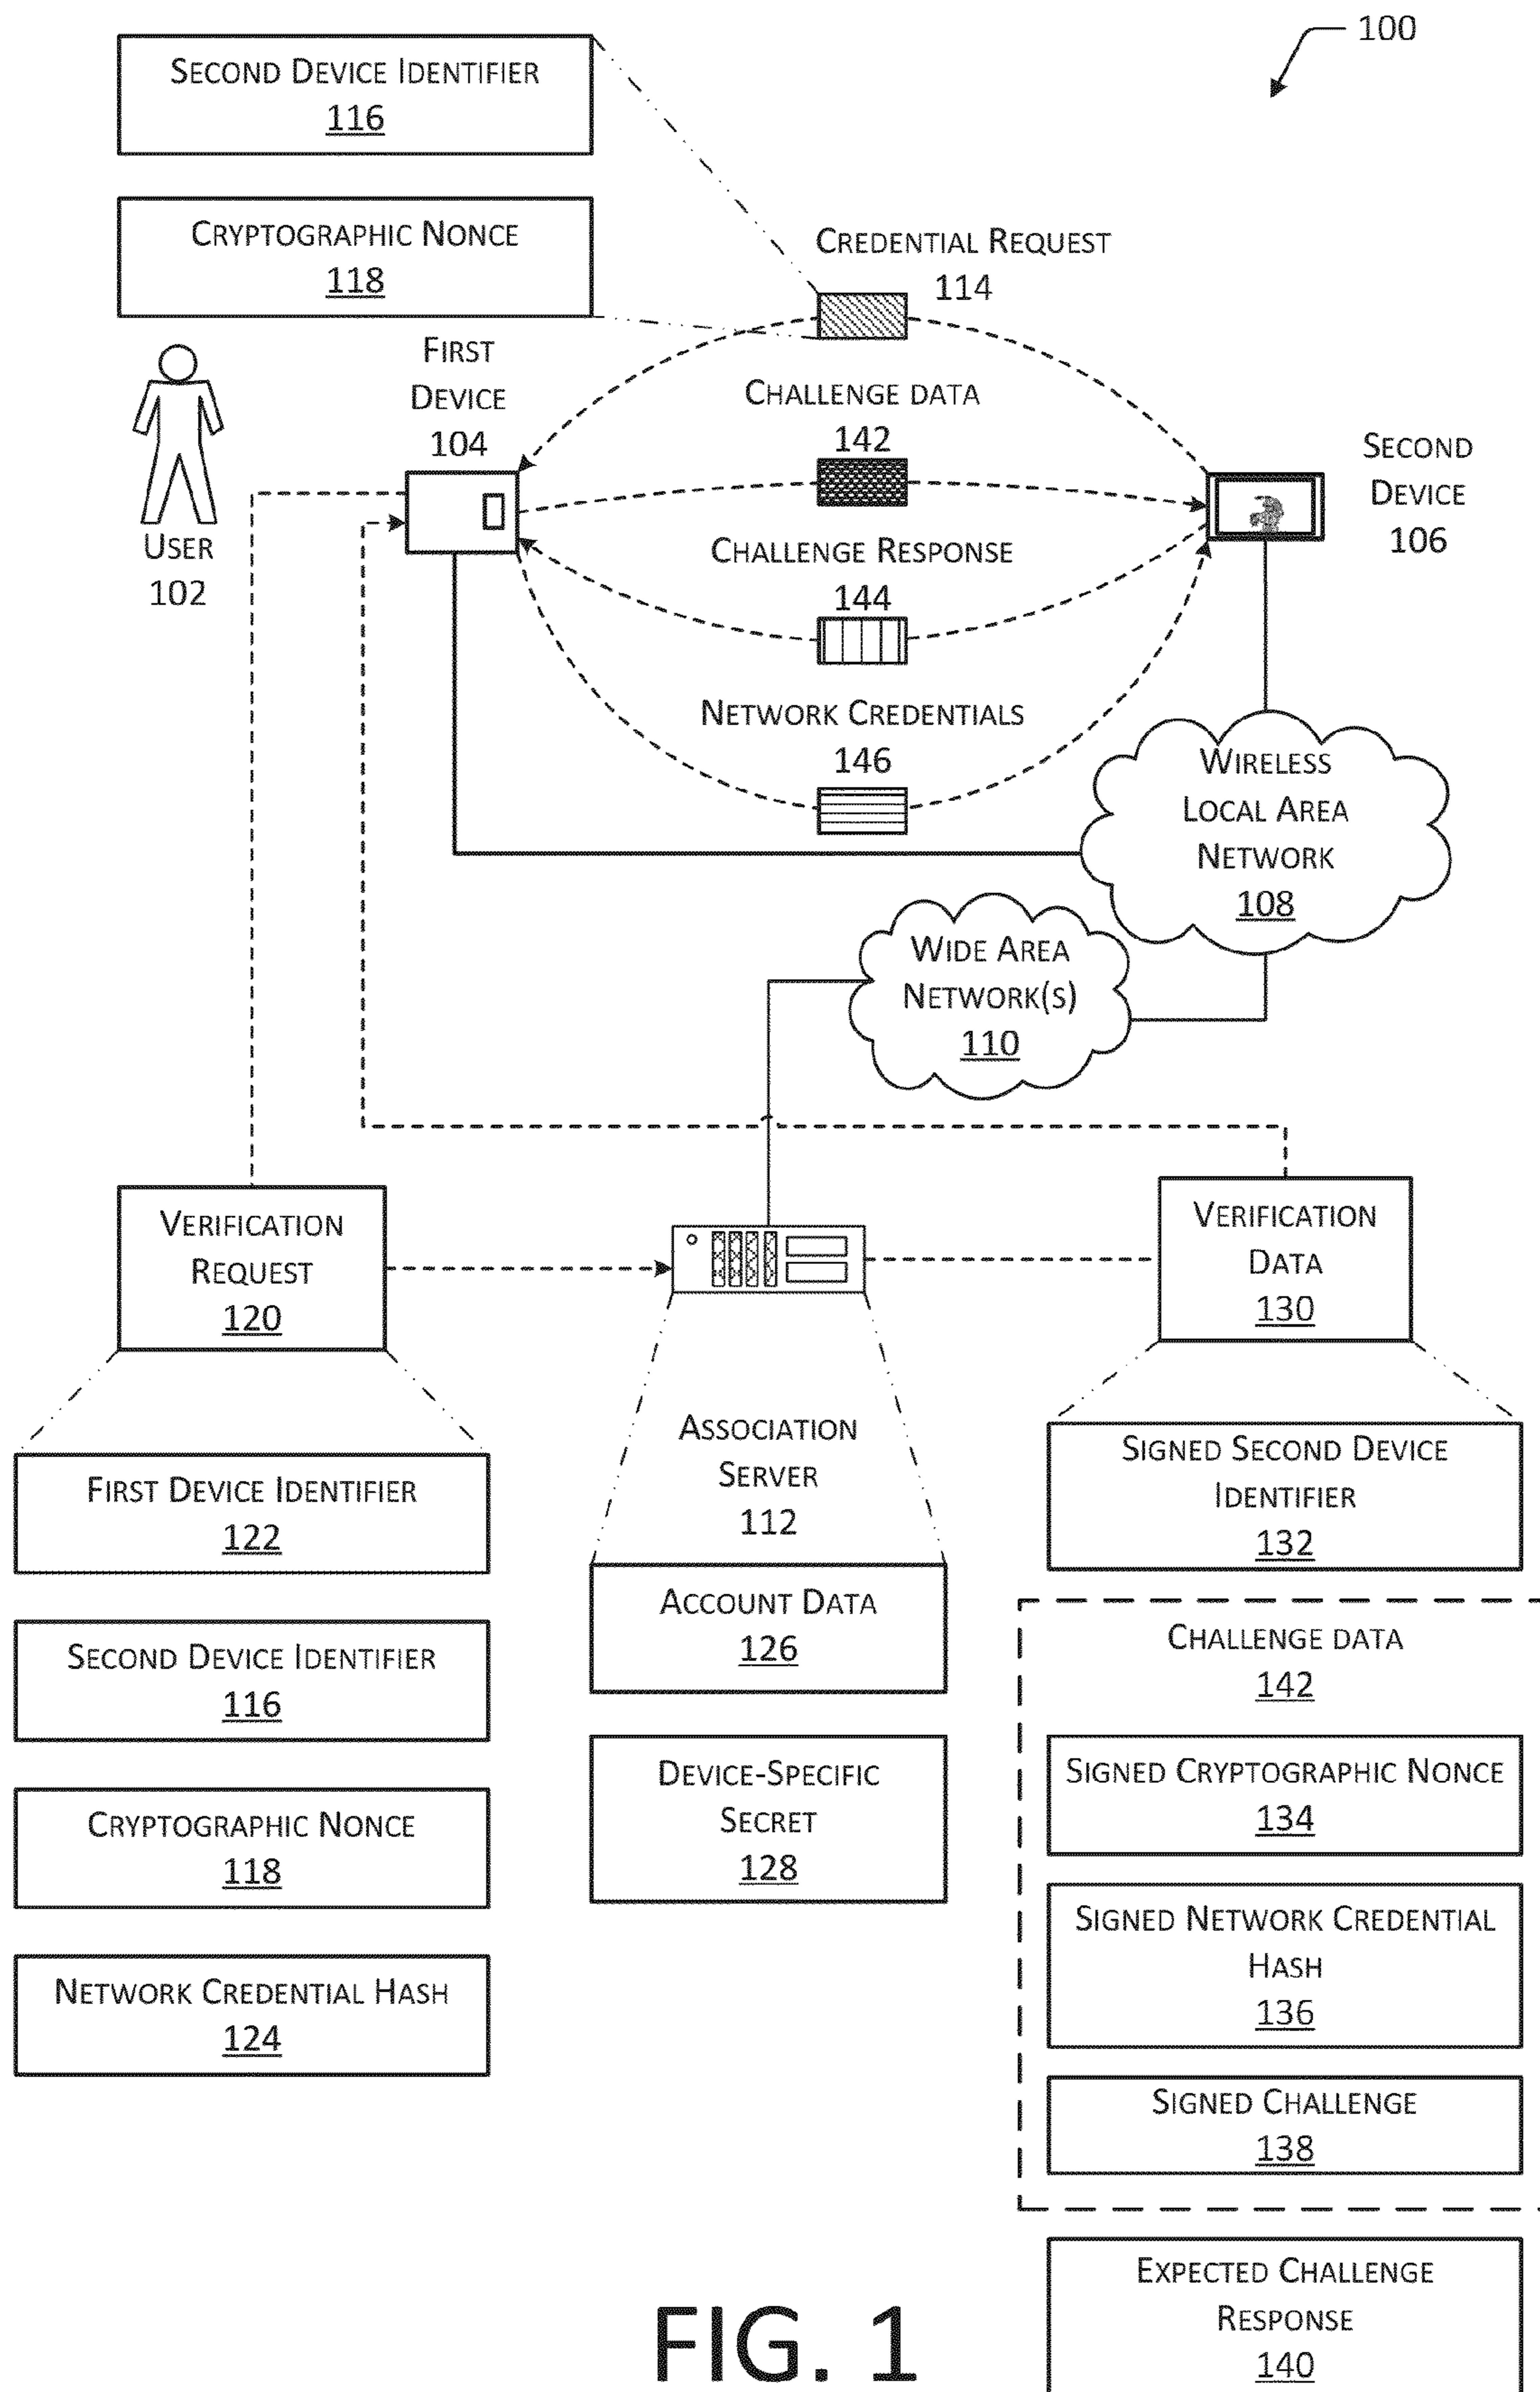 100
SECOND DEVICE IDENTIFIER
116
CRYPTOGRAPHIC NONCE
118
CREDENTIAL REQUEST
114
FIRST
DEVICE
104
CHALLENGE DATA
142
SECOND
DEVICE
106
USER
102
CHALLENGE RESPONSE
144
NETWORK CREDENTIALS
146
WIRELESS
LOCAL AREA
NETWORK
108
WIDE AREA
NETWORK(S)
110
VERIFICATION
REQUEST
120
VERIFICATION
DATA
130
ASSOCIATION
SERVER
112
FIRST DEVICE IDENTIFIER
122
SECOND DEVICE IDENTIFIER
116
CRYPTOGRAPHIC NONCE
118
NETWORK CREDENTIAL HASH
124
ACCOUNT DATA
126
DEVICE-SPECIFIC
SECRET
128
SIGNED SECOND DEVICE
IDENTIFIER
132
CHALLENGE DATA
142
SIGNED CRYPTOGRAPHIC NONCE
134
SIGNED NETWORK CREDENTIAL
HASH
136
SIGNED CHALLENGE
138
EXPECTED CHALLENGE
RESPONSE
140
FIG. 1